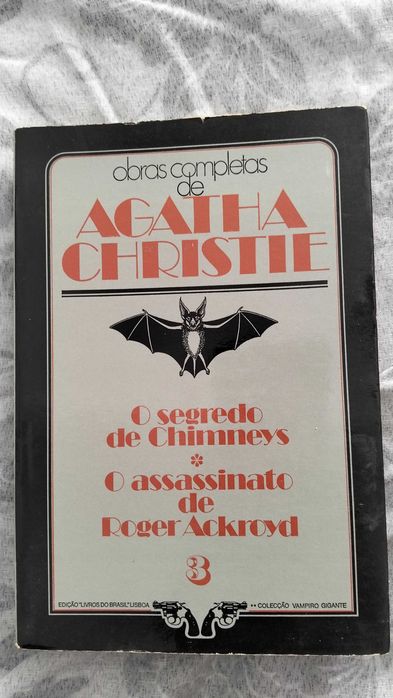 obras completas
de
AGATHA
CHRISTIE
O segredo
de Chimneys
*
O assassinato
de
Roger Ackroyd
3
EDIÇÃO "LIVROS DO BRASIL" LISBOA
•• COLECÇÃO VAMPIRO GIGANTE